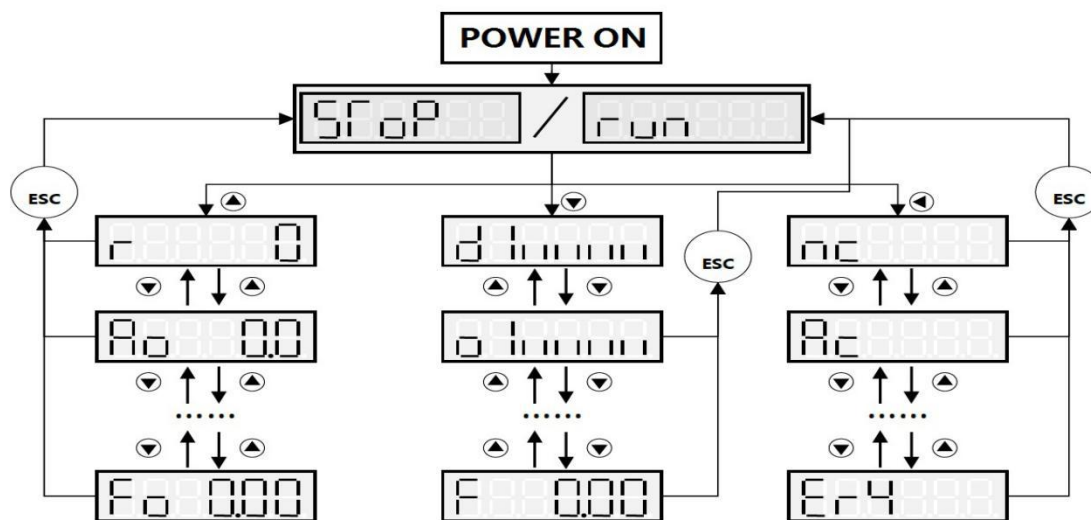 POWER ON
SToP / run
ESC
ESC
r 0
nc
ESC
Ao 0.0
Ac
...... ...... ......
Fo 0.00
F 0.00
Er4